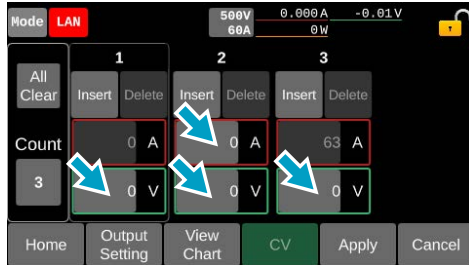 Mode LAN 500V 0.000A -0.01V
60A 0W
1 2 3
All Clear
Insert Delete Insert Delete Insert Delete
Count 0 A 0 A 63 A
3 0 V 0 V 0 V
Home Output Setting View Chart CV Apply Cancel